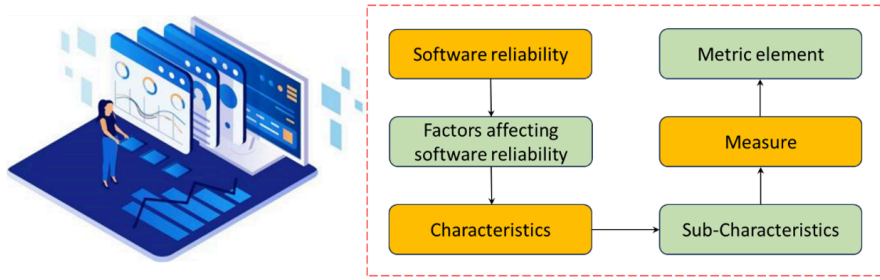 Software reliability
Factors affecting
software reliability
Characteristics
Sub-Characteristics
Measure
Metric element